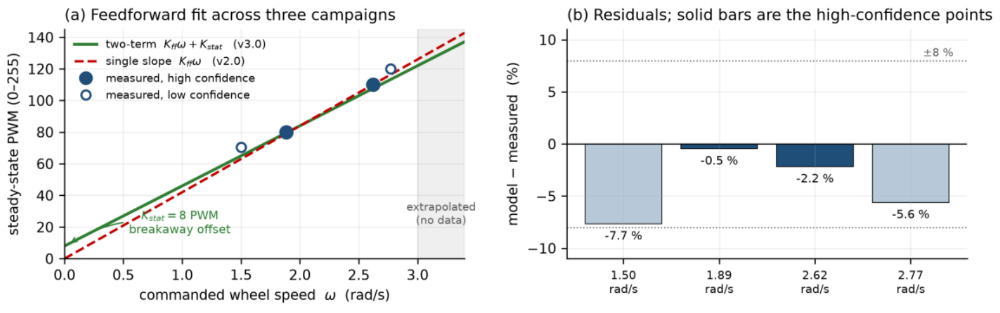 (a) Feedforward fit across three campaigns
steady-state PWM (0–255)
140
120
100
80
60
40
20
0
two-term K_ff ω + K_stat (v3.0)
single slope K_ff ω (v2.0)
measured, high confidence
measured, low confidence
K_stat = 8 PWM
breakaway offset
extrapolated
(no data)
0.0 0.5 1.0 1.5 2.0 2.5 3.0
commanded wheel speed ω (rad/s)
(b) Residuals; solid bars are the high-confidence points
model − measured (%)
10
5
0
−5
−10
±8 %
-7.7 %
-0.5 %
-2.2 %
-5.6 %
1.50 1.89 2.62 2.77
rad/s rad/s rad/s rad/s